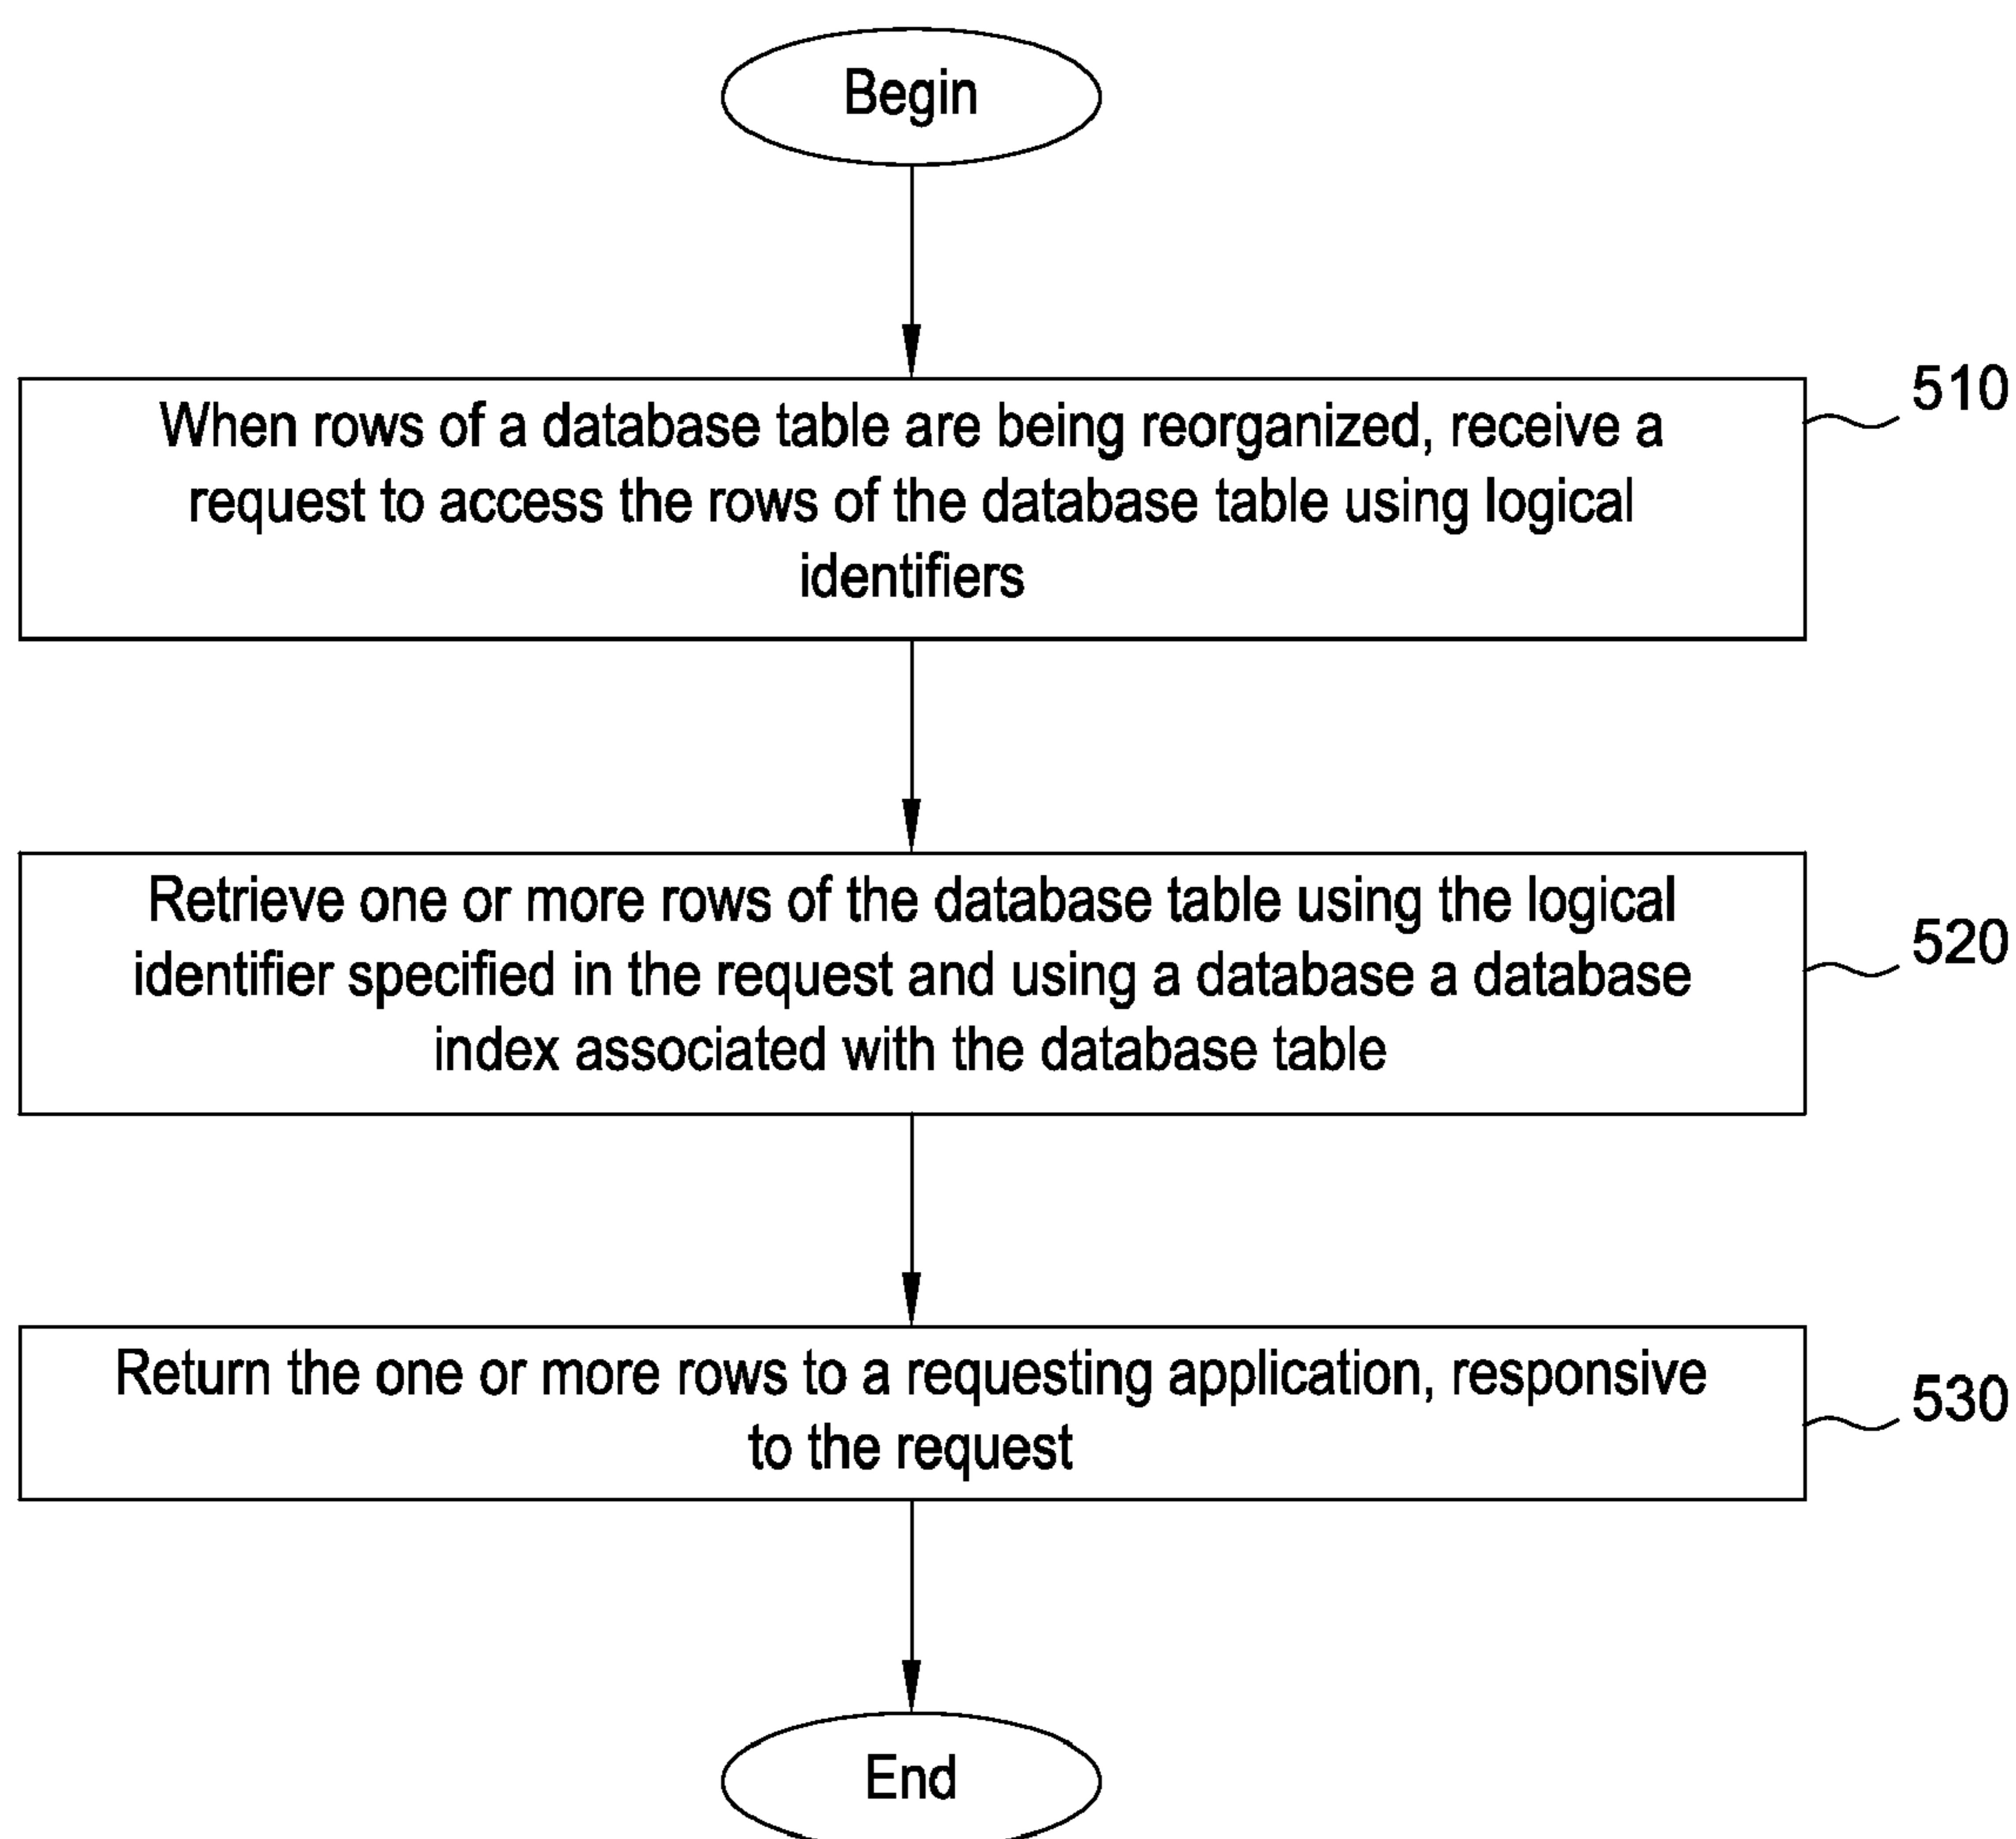 Begin
When rows of a database table are being reorganized, receive a
request to access the rows of the database table using logical
identifiers
510
Retrieve one or more rows of the database table using the logical
identifier specified in the request and using a database a database
index associated with the database table
520
Return the one or more rows to a requesting application, responsive
to the request
530
End